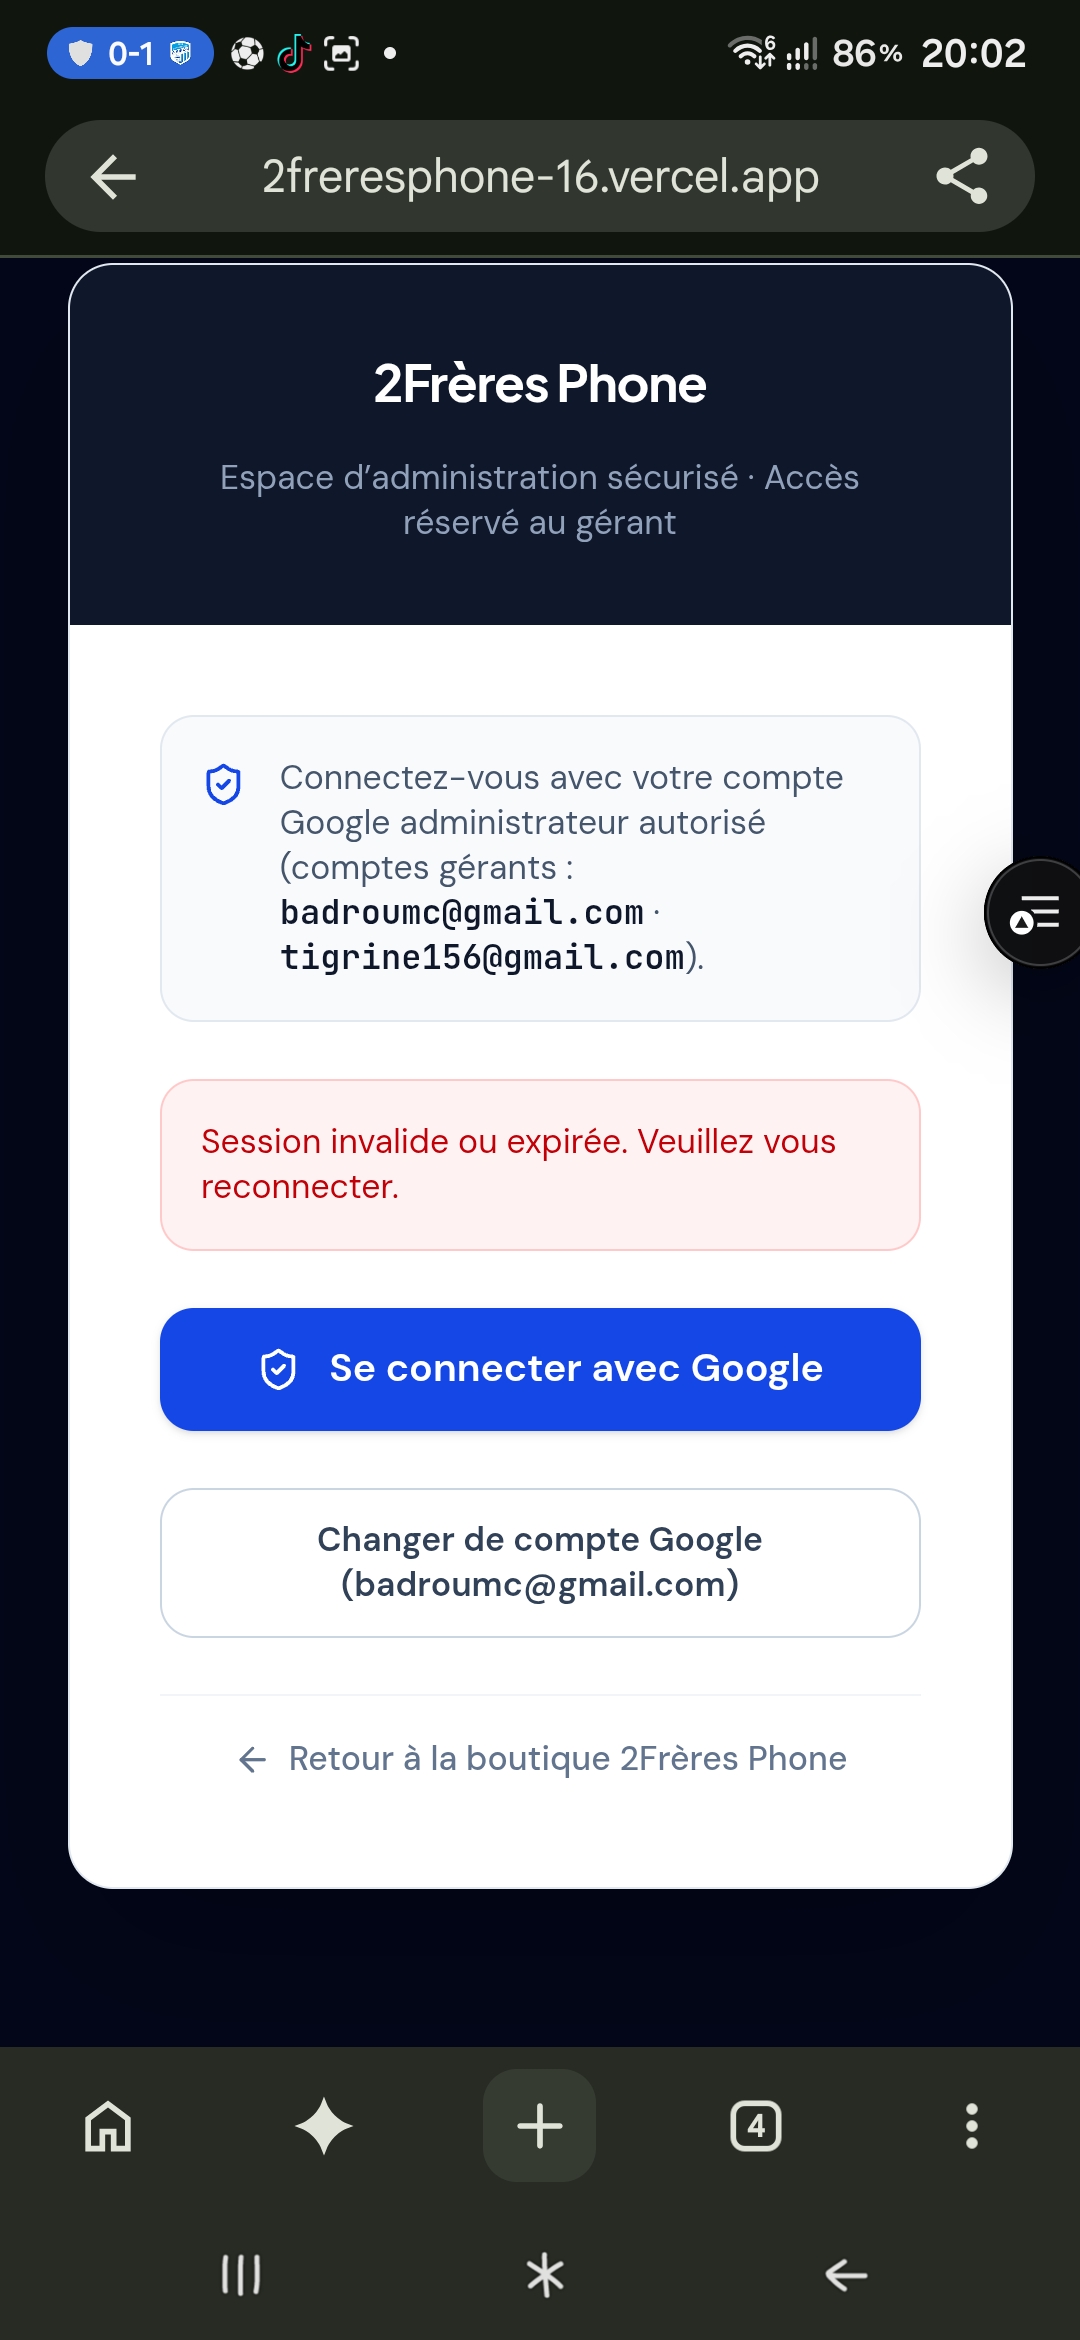 0-1
6
86%
20:02
2freresphone-16.vercel.app
2Frères Phone
Espace d’administration sécurisé · Accès
réservé au gérant
Connectez-vous avec votre compte
Google administrateur autorisé
(comptes gérants :
badroumc@gmail.com ·
tigrine156@gmail.com).
Session invalide ou expirée. Veuillez vous
reconnecter.
Se connecter avec Google
Changer de compte Google
(badroumc@gmail.com)
← Retour à la boutique 2Frères Phone
4